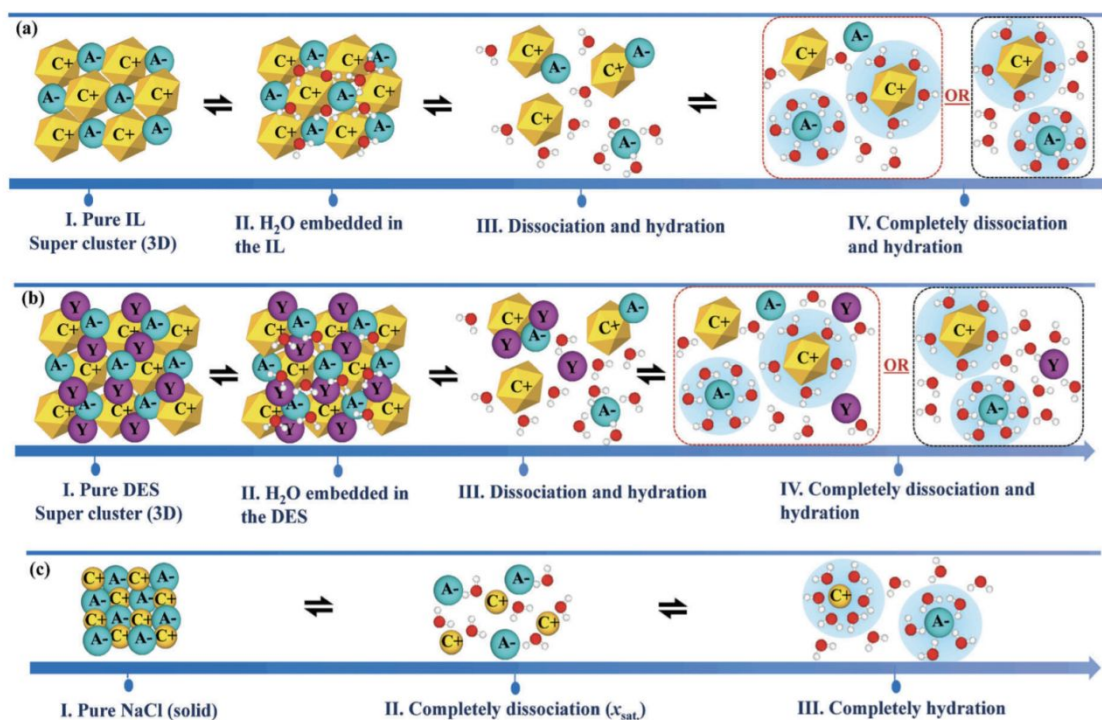 (a)
C+ A- C+ A-
A- C+ A- C+
C+ A- C+ A-
C+ A- C+ A-
A- C+ A- C+
C+ A- C+ A-
C+ A- C+ A-
C+ A-
C+ A- C+ A-
OR
C+ A-
I. Pure IL
Super cluster (3D)
II. H₂O embedded in
the IL
III. Dissociation and hydration
IV. Completely dissociation
and hydration
(b)
Y Y
C+ A- C+ A- C+
Y Y
A- C+ A- C+ A-
Y Y Y
C+ A- C+ A- C+
Y Y
Y Y
C+ A- C+ A- C+
Y Y
A- C+ A- C+ A-
Y Y Y
C+ A- C+ A- C+
Y Y
C+ Y A- Y C+ A-
Y
C+ A-
C+ A- Y
C+
A- Y
OR
C+
Y
A-
I. Pure DES
Super cluster (3D)
II. H₂O embedded in
the DES
III. Dissociation and hydration
IV. Completely dissociation and
hydration
(c)
C+ A- C+ A-
A- C+ A- C+
C+ A- C+ A-
A- C+ A- C+
A- A-
C+ C+
C+ A-
C+ A-
I. Pure NaCl (solid)
II. Completely dissociation (x_sat.)
III. Completely hydration